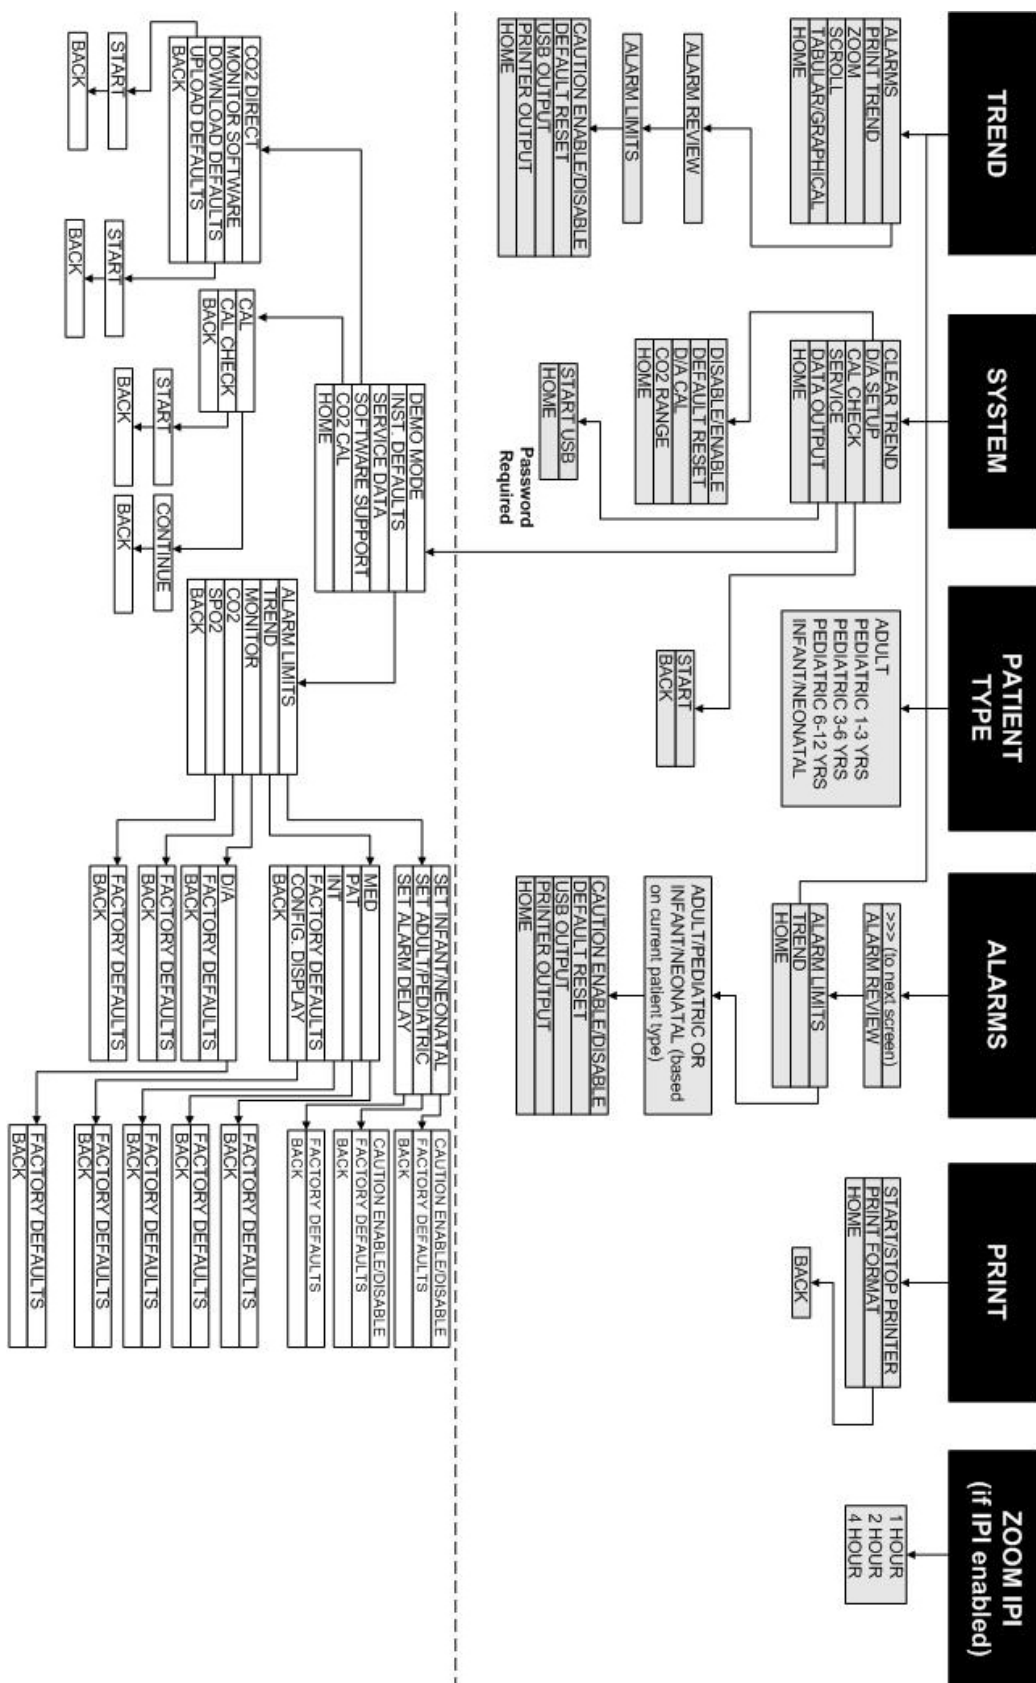 TREND
ALARMS
PRINT TREND
ZOOM
SCROLL
TABULAR/GRAPHICAL
HOME
ALARM REVIEW
ALARM LIMITS
CAUTION ENABLE/DISABLE
DEFAULT RESET
USB OUTPUT
PRINTER OUTPUT
HOME
SYSTEM
CLEAR TREND
D/A SETUP
CAL CHECK
SERVICE
DATA OUTPUT
HOME
DISABLE/ENABLE
DEFAULT RESET
D/A CAL
CO2 RANGE
HOME
START USB
HOME
Password
Required
START
BACK
PATIENT
TYPE
ADULT
PEDIATRIC 1-3 YRS
PEDIATRIC 3-6 YRS
PEDIATRIC 6-12 YRS
INFANT/NEONATAL
ALARMS
>>> (to next screen)
ALARM REVIEW
ALARM LIMITS
TREND
HOME
ADULT/PEDIATRIC OR
INFANT/NEONATAL (based
on current patient type)
CAUTION ENABLE/DISABLE
DEFAULT RESET
USB OUTPUT
PRINTER OUTPUT
HOME
PRINT
START/STOP PRINTER
PRINT FORMAT
HOME
BACK
ZOOM IPI
(if IPI enabled)
1 HOUR
2 HOUR
4 HOUR
DEMO MODE
INST. DEFAULTS
SERVICE DATA
SOFTWARE SUPPORT
CO2 CAL
HOME
CO2 DIRECT
MONITOR SOFTWARE
DOWNLOAD DEFAULTS
UPLOAD DEFAULTS
BACK
START
BACK
START
BACK
CAL
CAL CHECK
BACK
START
BACK
CONTINUE
BACK
ALARM LIMITS
TREND
MONITOR
CO2
SPO2
BACK
SET INFANT/NEONATAL
SET ADULT/PEDIATRIC
SET ALARM DELAY
MED
PAT
INT
FACTORY DEFAULTS
CONFIG. DISPLAY
BACK
D/A
FACTORY DEFAULTS
BACK
FACTORY DEFAULTS
BACK
FACTORY DEFAULTS
BACK
CAUTION ENABLE/DISABLE
FACTORY DEFAULTS
BACK
CAUTION ENABLE/DISABLE
FACTORY DEFAULTS
BACK
FACTORY DEFAULTS
BACK
FACTORY DEFAULTS
BACK
FACTORY DEFAULTS
BACK
FACTORY DEFAULTS
BACK
FACTORY DEFAULTS
BACK
FACTORY DEFAULTS
BACK